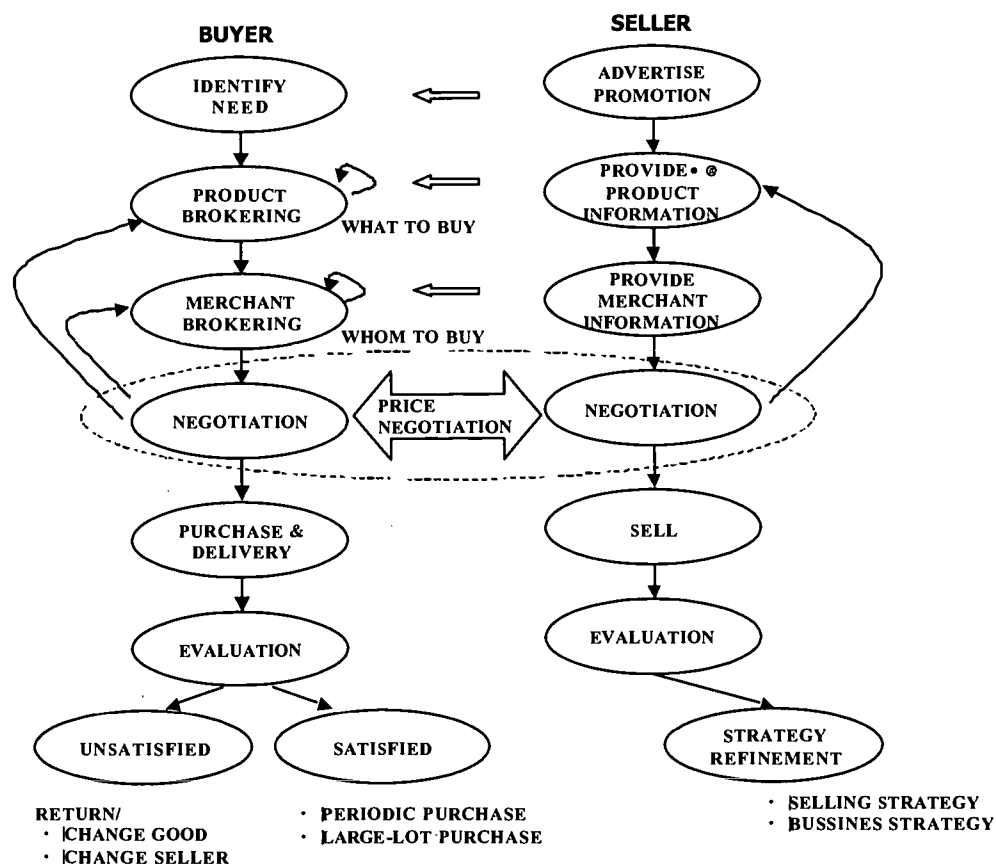 BUYER
SELLER
IDENTIFY
NEED
ADVERTISE
PROMOTION
PRODUCT
BROKERING
WHAT TO BUY
PROVIDE• @
PRODUCT
INFORMATION
MERCHANT
BROKERING
WHOM TO BUY
PROVIDE
MERCHANT
INFORMATION
NEGOTIATION
PRICE
NEGOTIATION
NEGOTIATION
PURCHASE &
DELIVERY
SELL
EVALUATION
EVALUATION
UNSATISFIED
SATISFIED
STRATEGY
REFINEMENT
RETURN/
· CHANGE GOOD
· CHANGE SELLER
· PERIODIC PURCHASE
· LARGE-LOT PURCHASE
· SELLING STRATEGY
· BUSSINES STRATEGY